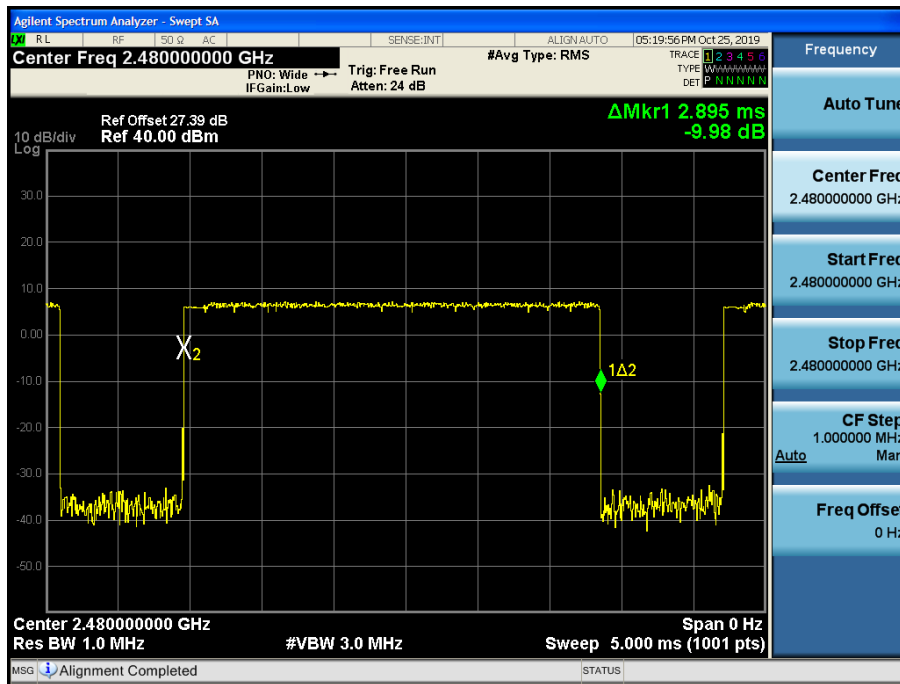 Agilent Spectrum Analyzer - Swept SA
LXI RL RF 50 Ω AC SENSE:INT ALIGN AUTO 05:19:56 PM Oct 25, 2019
Center Freq 2.480000000 GHz #Avg Type: RMS TRACE 1 2 3 4 5 6
PNO: Wide Trig: Free Run TYPE WWWWWW
IFGain:Low Atten: 24 dB DET P N N N N N
ΔMkr1 2.895 ms
-9.98 dB
Ref Offset 27.39 dB
10 dB/div Ref 40.00 dBm
Log
30.0
20.0
10.0
0.00
-10.0
-20.0
-30.0
-40.0
-50.0
2
1Δ2
Center 2.480000000 GHz Span 0 Hz
Res BW 1.0 MHz #VBW 3.0 MHz Sweep 5.000 ms (1001 pts)
MSG Alignment Completed STATUS
Frequency
Auto Tune
Center Freq
2.480000000 GHz
Start Freq
2.480000000 GHz
Stop Freq
2.480000000 GHz
CF Step
1.000000 MHz
Auto Man
Freq Offset
0 Hz